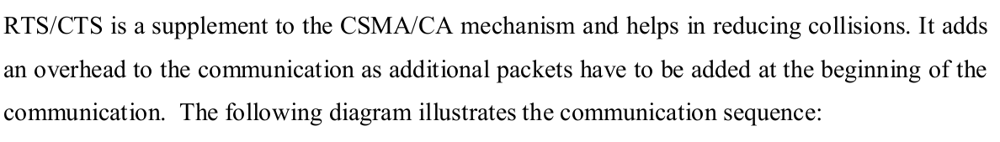 RTS/CTS is a supplement to the CSMA/CA mechanism and helps in reducing collisions. It adds
an overhead to the communication as additional packets have to be added at the beginning of the
communication.  The following diagram illustrates the communication sequence: